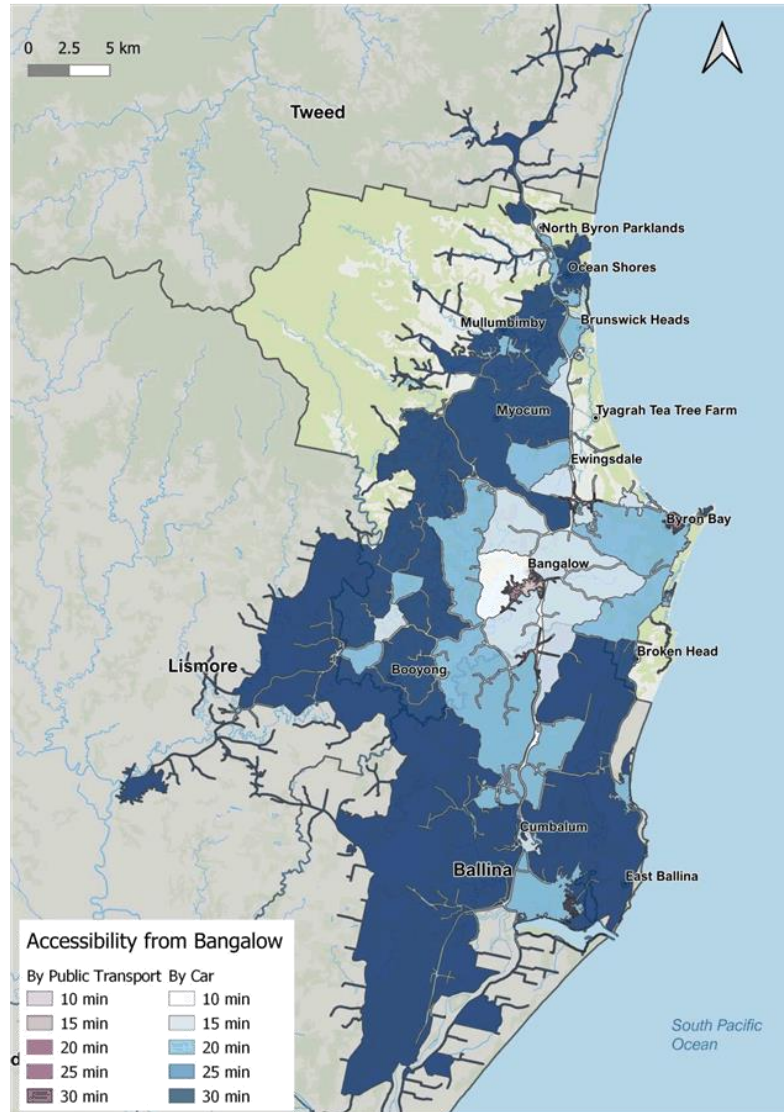 0 2.5 5 km
Tweed
North Byron Parklands
Ocean Shores
Mullumbimby
Brunswick Heads
Myocum
Tyagrah Tea Tree Farm
Ewingsdale
Byron Bay
Bangalow
Broken Head
Lismore
Booyong
Cumbalum
Ballina
East Ballina
Accessibility from Bangalow
By Public Transport By Car
10 min 10 min
15 min 15 min
20 min 20 min
25 min 25 min
30 min 30 min
South Pacific
Ocean
d